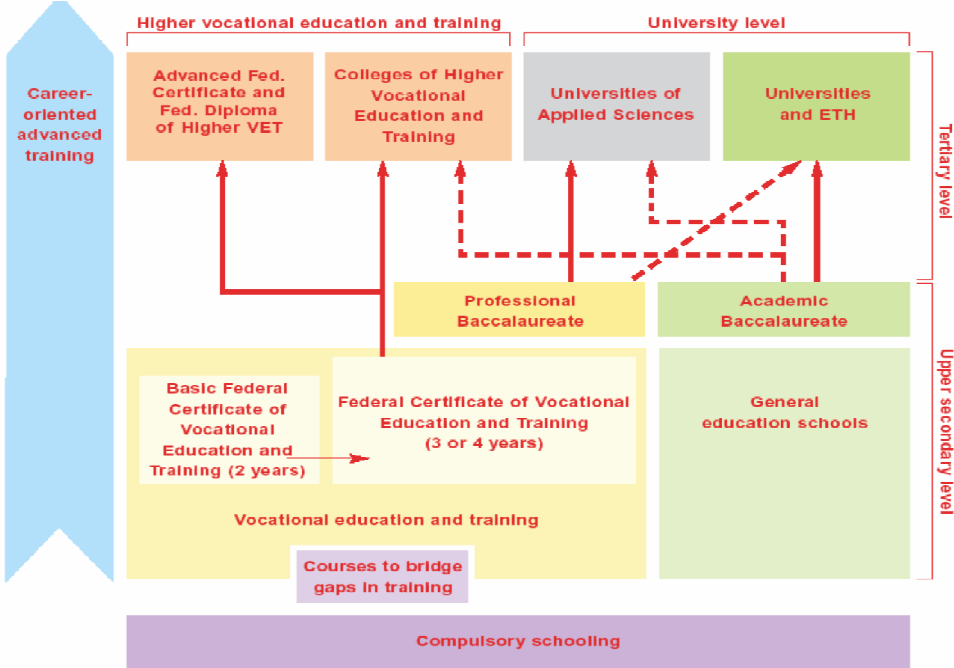 Higher vocational education and training
University level
Career-
oriented
advanced
training
Advanced Fed.
Certificate and
Fed. Diploma
of Higher VET
Colleges of Higher
Vocational
Education and
Training
Universities of
Applied Sciences
Universities
and ETH
Tertiary level
Professional
Baccalaureate
Academic
Baccalaureate
Basic Federal
Certificate of
Vocational
Education and
Training (2 years)
Federal Certificate of Vocational
Education and Training
(3 or 4 years)
General
education schools
Upper secondary level
Vocational education and training
Courses to bridge
gaps in training
Compulsory schooling